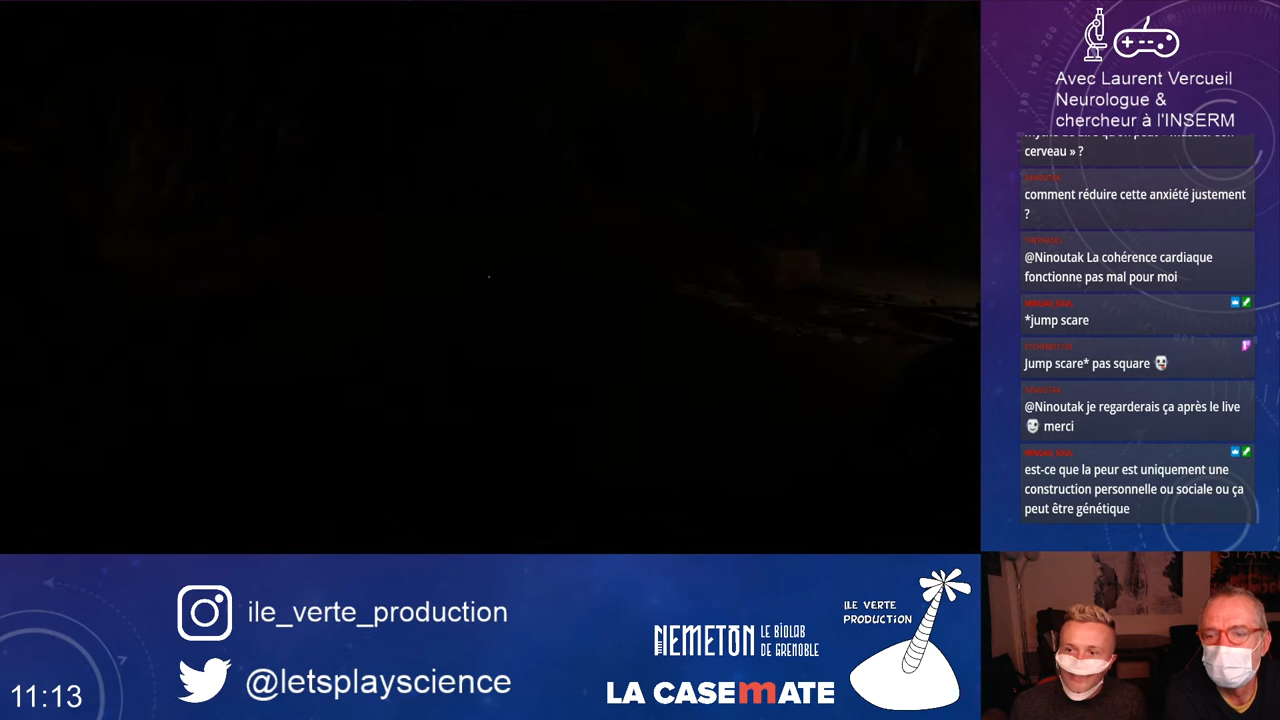 Avec Laurent Vercueil
Neurologue &
chercheur à l'INSERM
cerveau » ?
NINOUTAK
comment réduire cette anxiété justement
?
@Ninoutak La cohérence cardiaque
fonctionne pas mal pour moi
*jump scare
Jump scare* pas square
NINOUTAK
@Ninoutak je regarderais ça après le live
merci
est-ce que la peur est uniquement une
construction personnelle ou sociale ou ça
peut être génétique
ile_verte_production
@letsplayscience
11:13
NEMETON LE BIOLAB
DE GRENOBLE
LA CASEMATE
ILE VERTE
PRODUCTION